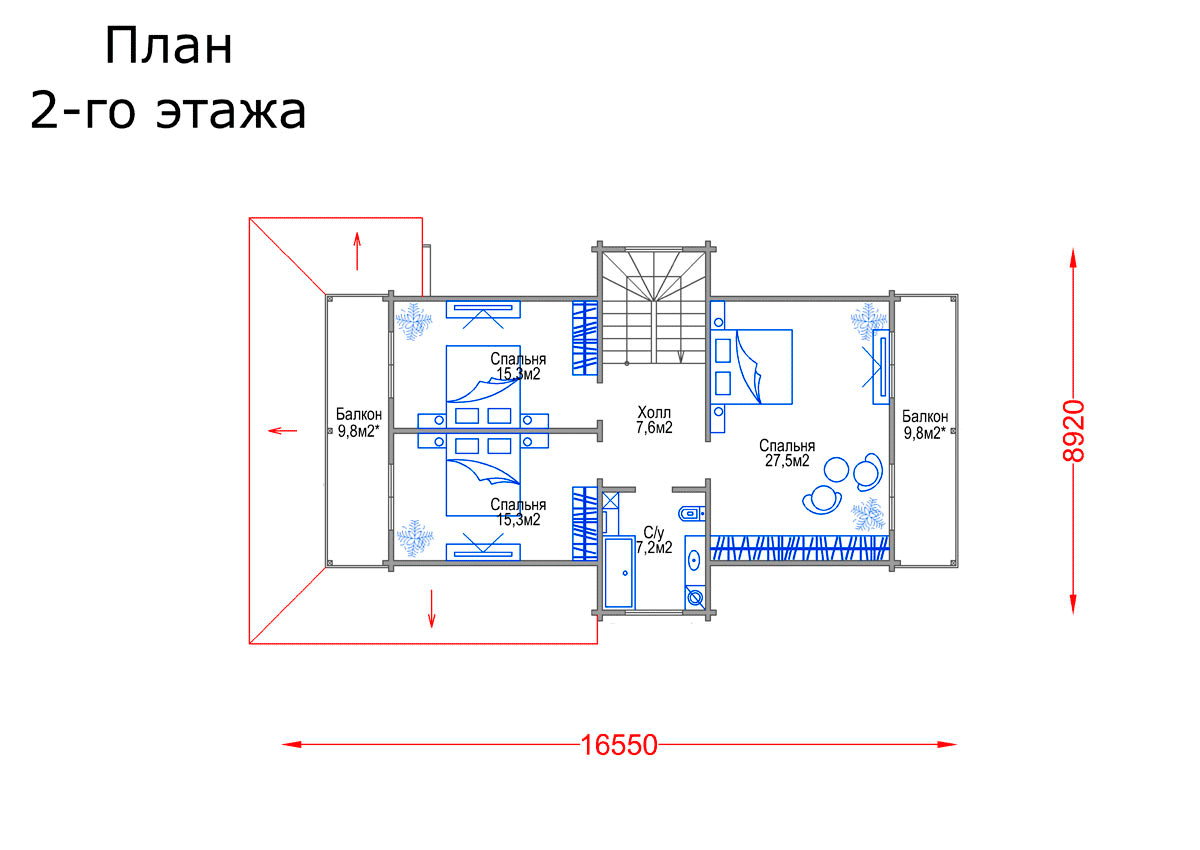 План
2-го этажа
Спальня
15,3м2
Балкон
9,8м2*
Холл
7,6м2
Спальня
27,5м2
Балкон
9,8м2*
Спальня
15,3м2
С/у
7,2м2
8920
16550